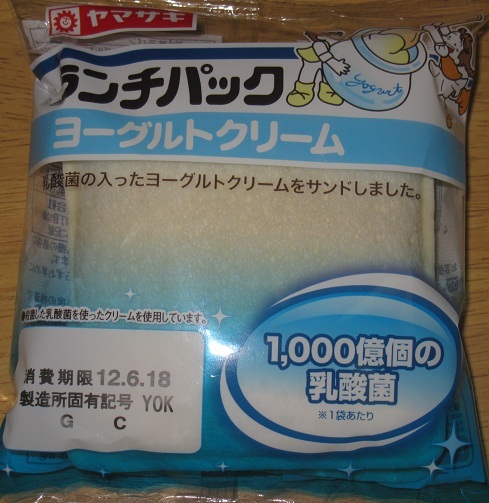 ヤマザキ
ランチパック
Yogurt
ヨーグルトクリーム
乳酸菌の入ったヨーグルトクリームをサンドしました。
殺菌した乳酸菌を使ったクリームを使用しています。
1,000億個の
乳酸菌
※1袋あたり
消費期限 12.6.18
製造所固有記号 YOK
G C